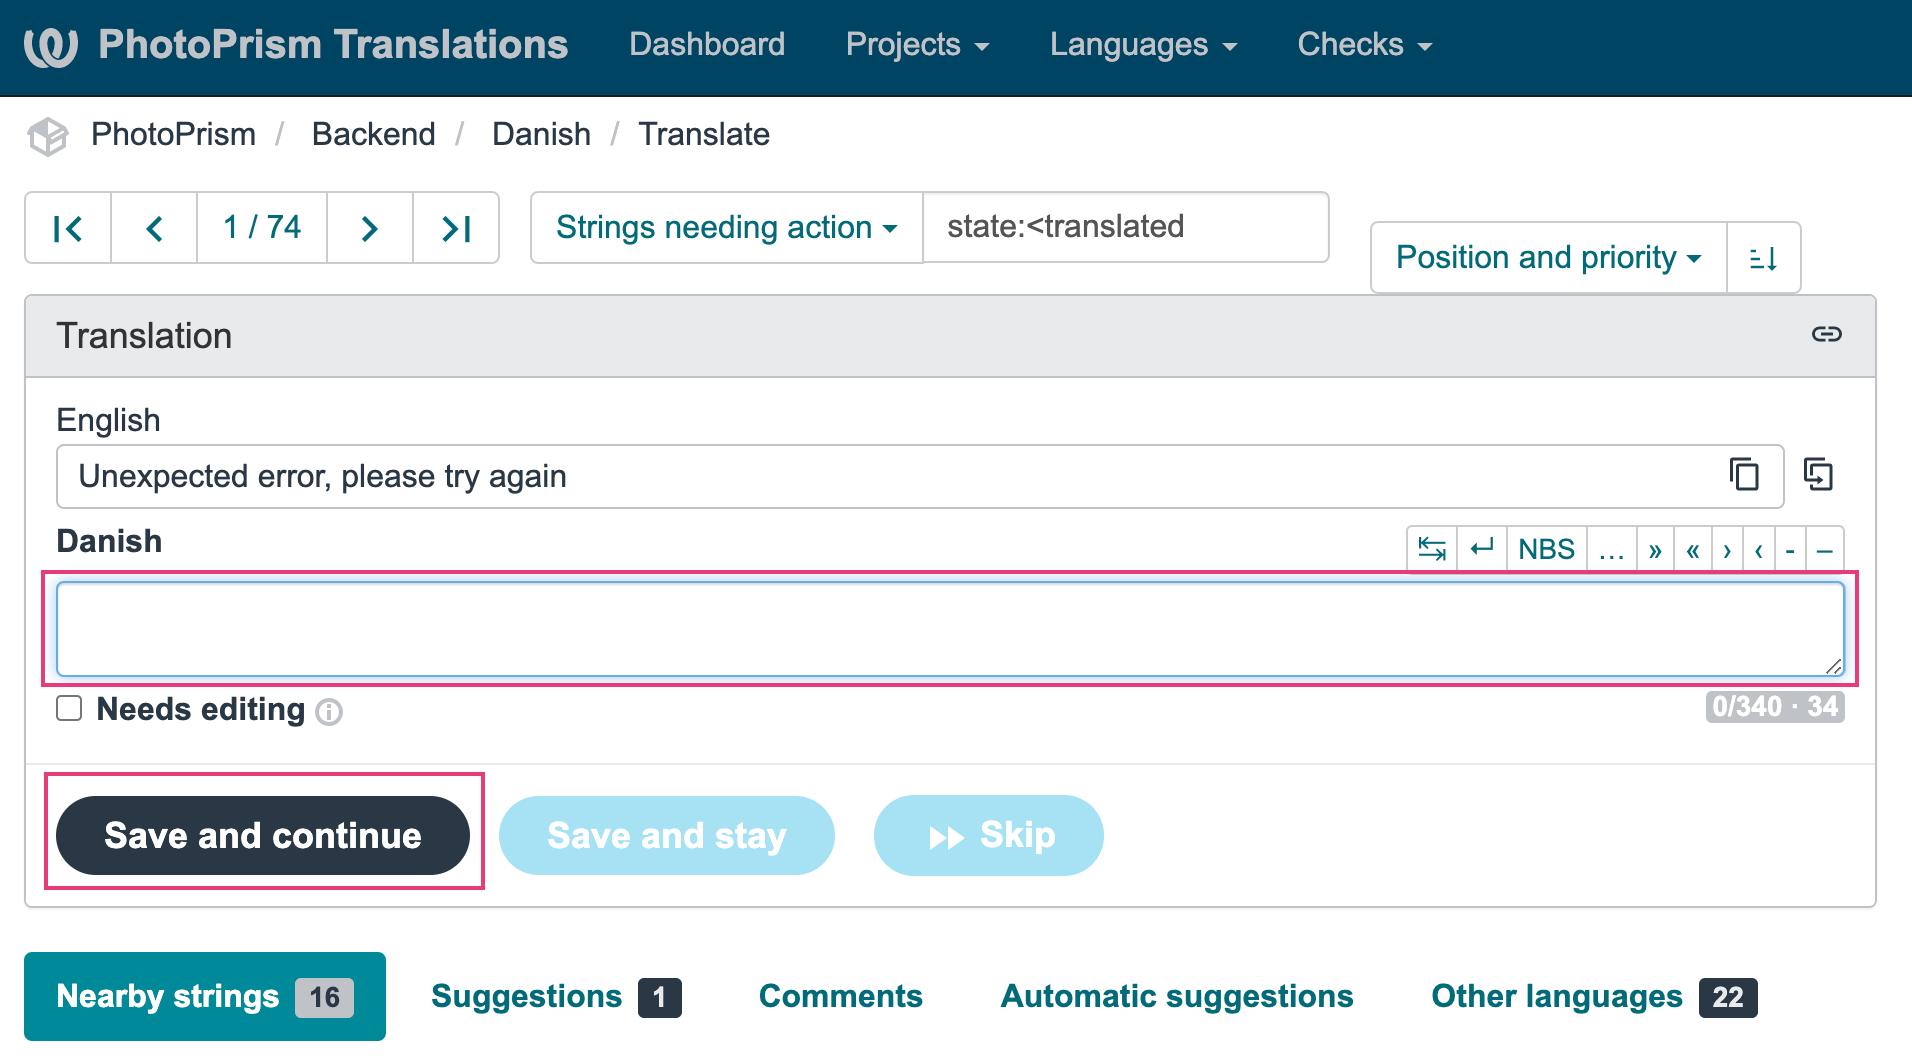 PhotoPrism Translations Dashboard Projects Languages Checks
PhotoPrism / Backend / Danish / Translate
1 / 74 Strings needing action state:<translated
Position and priority
Translation
English
Unexpected error, please try again
Danish
NBS … » « › ‹ - –
Needs editing
0/340 · 34
Save and continue Save and stay Skip
Nearby strings 16 Suggestions 1 Comments Automatic suggestions Other languages 22